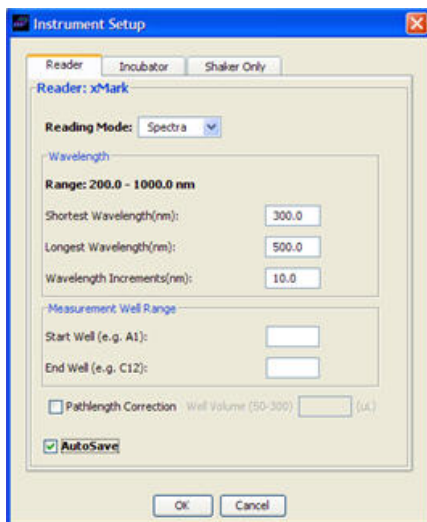 Instrument Setup
Reader Incubator Shaker Only
Reader: xMark
Reading Mode: Spectra
Wavelength
Range: 200.0 - 1000.0 nm
Shortest Wavelength(nm): 300.0
Longest Wavelength(nm): 500.0
Wavelength Increments(nm): 10.0
Measurement Well Range
Start Well (e.g. A1):
End Well (e.g. C12):
Pathlength Correction Well Volume (50-300) (uL)
AutoSave
OK Cancel